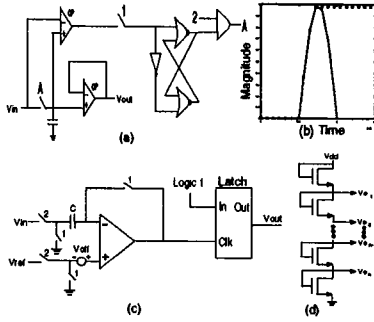 1
2
A
A
Vin
Vout
(a)
Magnitude
(b) Time
Vin
2
1
C
1
Vref
2
1
Voff
(c)
Logic 1
Latch
In Out
Clk
Vout
Vdd
(d)